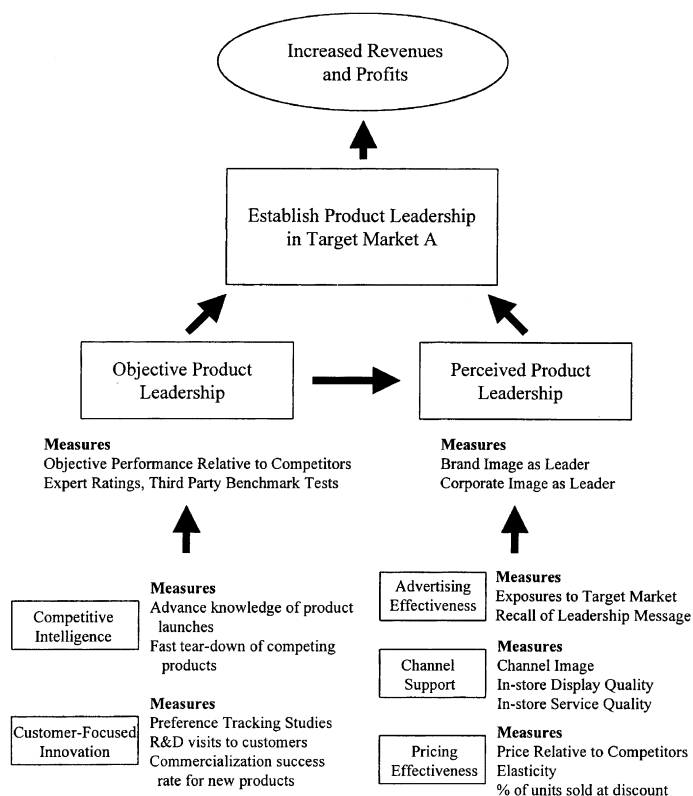 Increased Revenues
and Profits
Establish Product Leadership
in Target Market A
Objective Product
Leadership
Perceived Product
Leadership
Measures
Objective Performance Relative to Competitors
Expert Ratings, Third Party Benchmark Tests
Measures
Brand Image as Leader
Corporate Image as Leader
Competitive
Intelligence
Measures
Advance knowledge of product
launches
Fast tear-down of competing
products
Customer-Focused
Innovation
Measures
Preference Tracking Studies
R&D visits to customers
Commercialization success
rate for new products
Advertising
Effectiveness
Measures
Exposures to Target Market
Recall of Leadership Message
Channel
Support
Measures
Channel Image
In-store Display Quality
In-store Service Quality
Pricing
Effectiveness
Measures
Price Relative to Competitors
Elasticity
% of units sold at discount